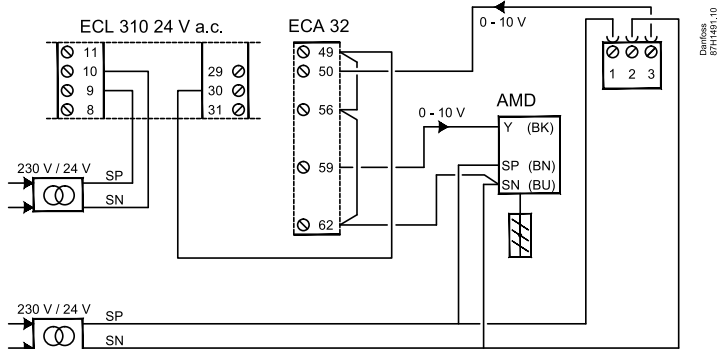 ECL 310 24 V a.c.
ECA 32
0 - 10 V
Danfoss
87H1491.10
11
10
9
8
29
30
31
49
50
56
59
62
1 2 3
AMD
0 - 10 V
Y (BK)
SP (BN)
SN (BU)
230 V / 24 V
SP
SN
230 V / 24 V
SP
SN